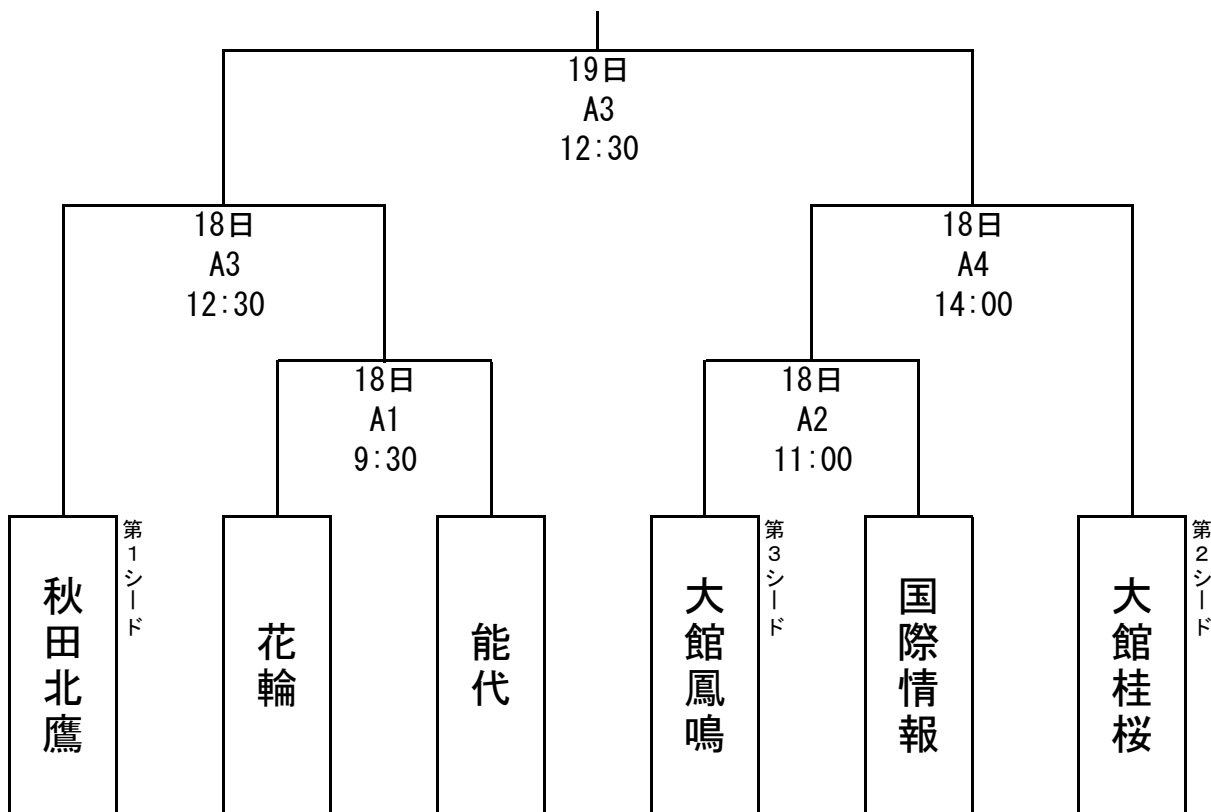 19日
A3
12:30
18日
A3
12:30
18日
A4
14:00
18日
A1
9:30
18日
A2
11:00
秋田北鷹
第1シード
花輪
能代
大館鳳鳴
第3シード
国際情報
大館桂桜
第2シード